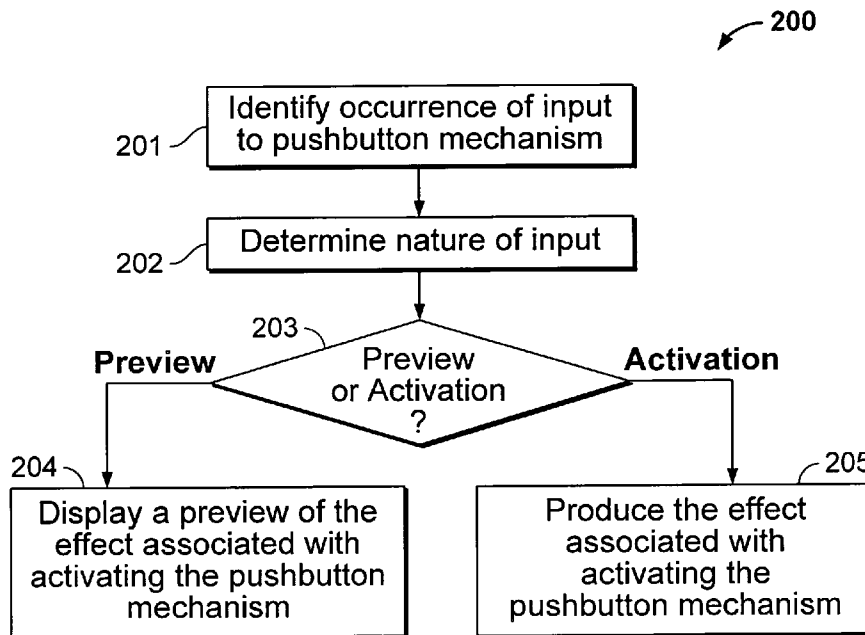 200
Identify occurrence of input
to pushbutton mechanism
201
Determine nature of input
202
203
Preview
or Activation
?
Preview
Activation
204
Display a preview of the
effect associated with
activating the pushbutton
mechanism
205
Produce the effect
associated with
activating the
pushbutton mechanism